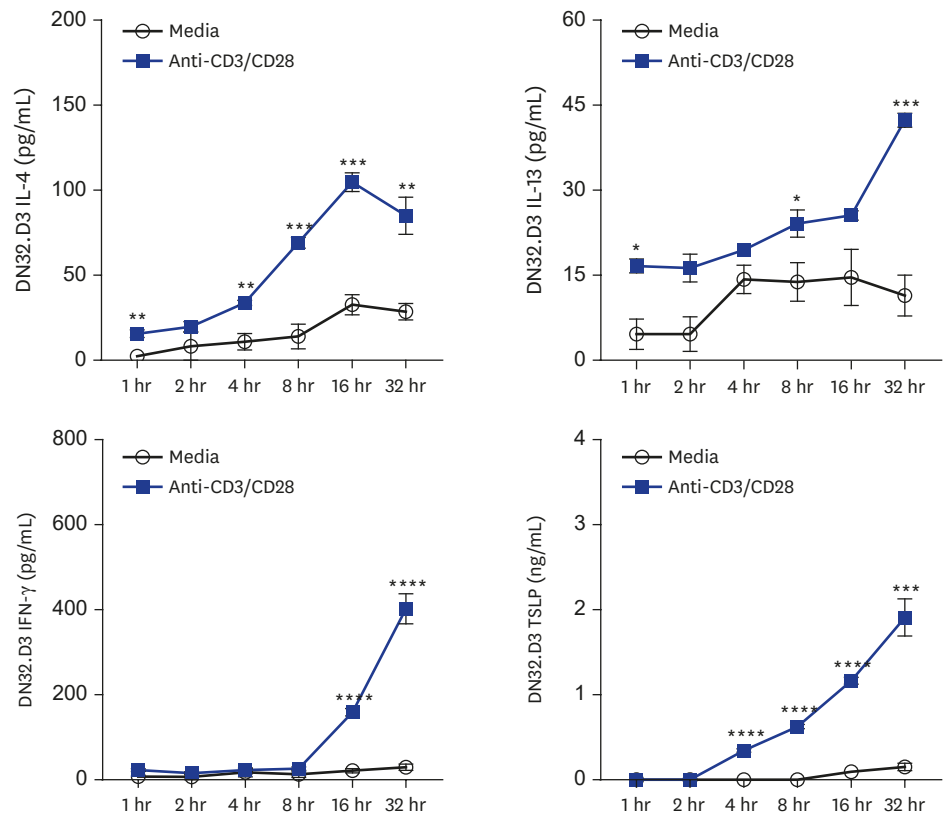 DN32.D3 IL-4 (pg/mL)
200
150
100
50
0
Media
Anti-CD3/CD28
**
**
***
***
**
1 hr 2 hr 4 hr 8 hr 16 hr 32 hr
DN32.D3 IL-13 (pg/mL)
60
45
30
15
0
Media
Anti-CD3/CD28
*
*
***
1 hr 2 hr 4 hr 8 hr 16 hr 32 hr
DN32.D3 IFN-γ (pg/mL)
800
600
400
200
0
Media
Anti-CD3/CD28
****
****
1 hr 2 hr 4 hr 8 hr 16 hr 32 hr
DN32.D3 TSLP (ng/mL)
4
3
2
1
0
Media
Anti-CD3/CD28
****
****
****
***
1 hr 2 hr 4 hr 8 hr 16 hr 32 hr